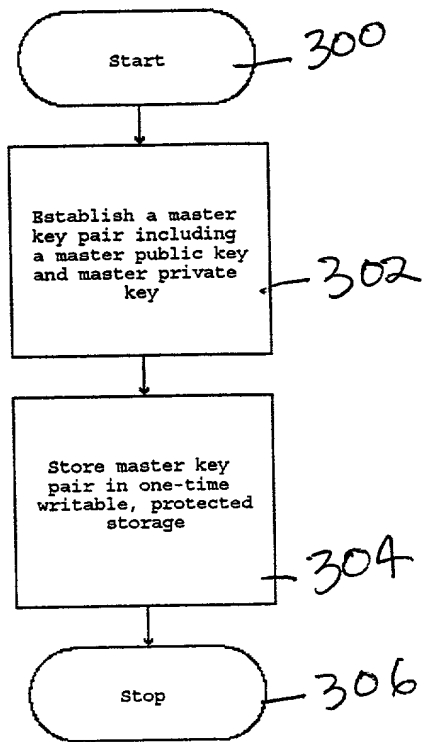 Start
300
Establish a master
key pair including
a master public key
and master private
key
302
Store master key
pair in one-time
writable, protected
storage
304
Stop
306